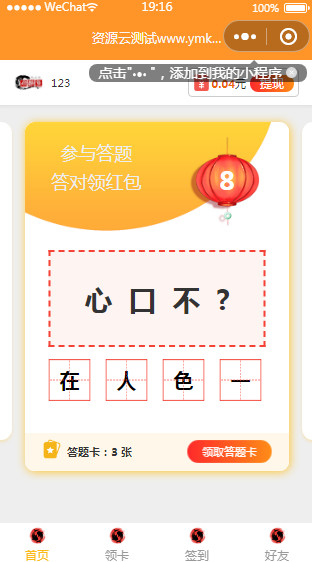 WeChat 19:16 100%
资源云测试www.ymk...
点击"•●• "，添加到我的小程序
123 0.04元 提现
参与答题
答对领红包
8
心口不?
在 人 色 一
答题卡：3 张 领取答题卡
首页 领卡 签到 好友